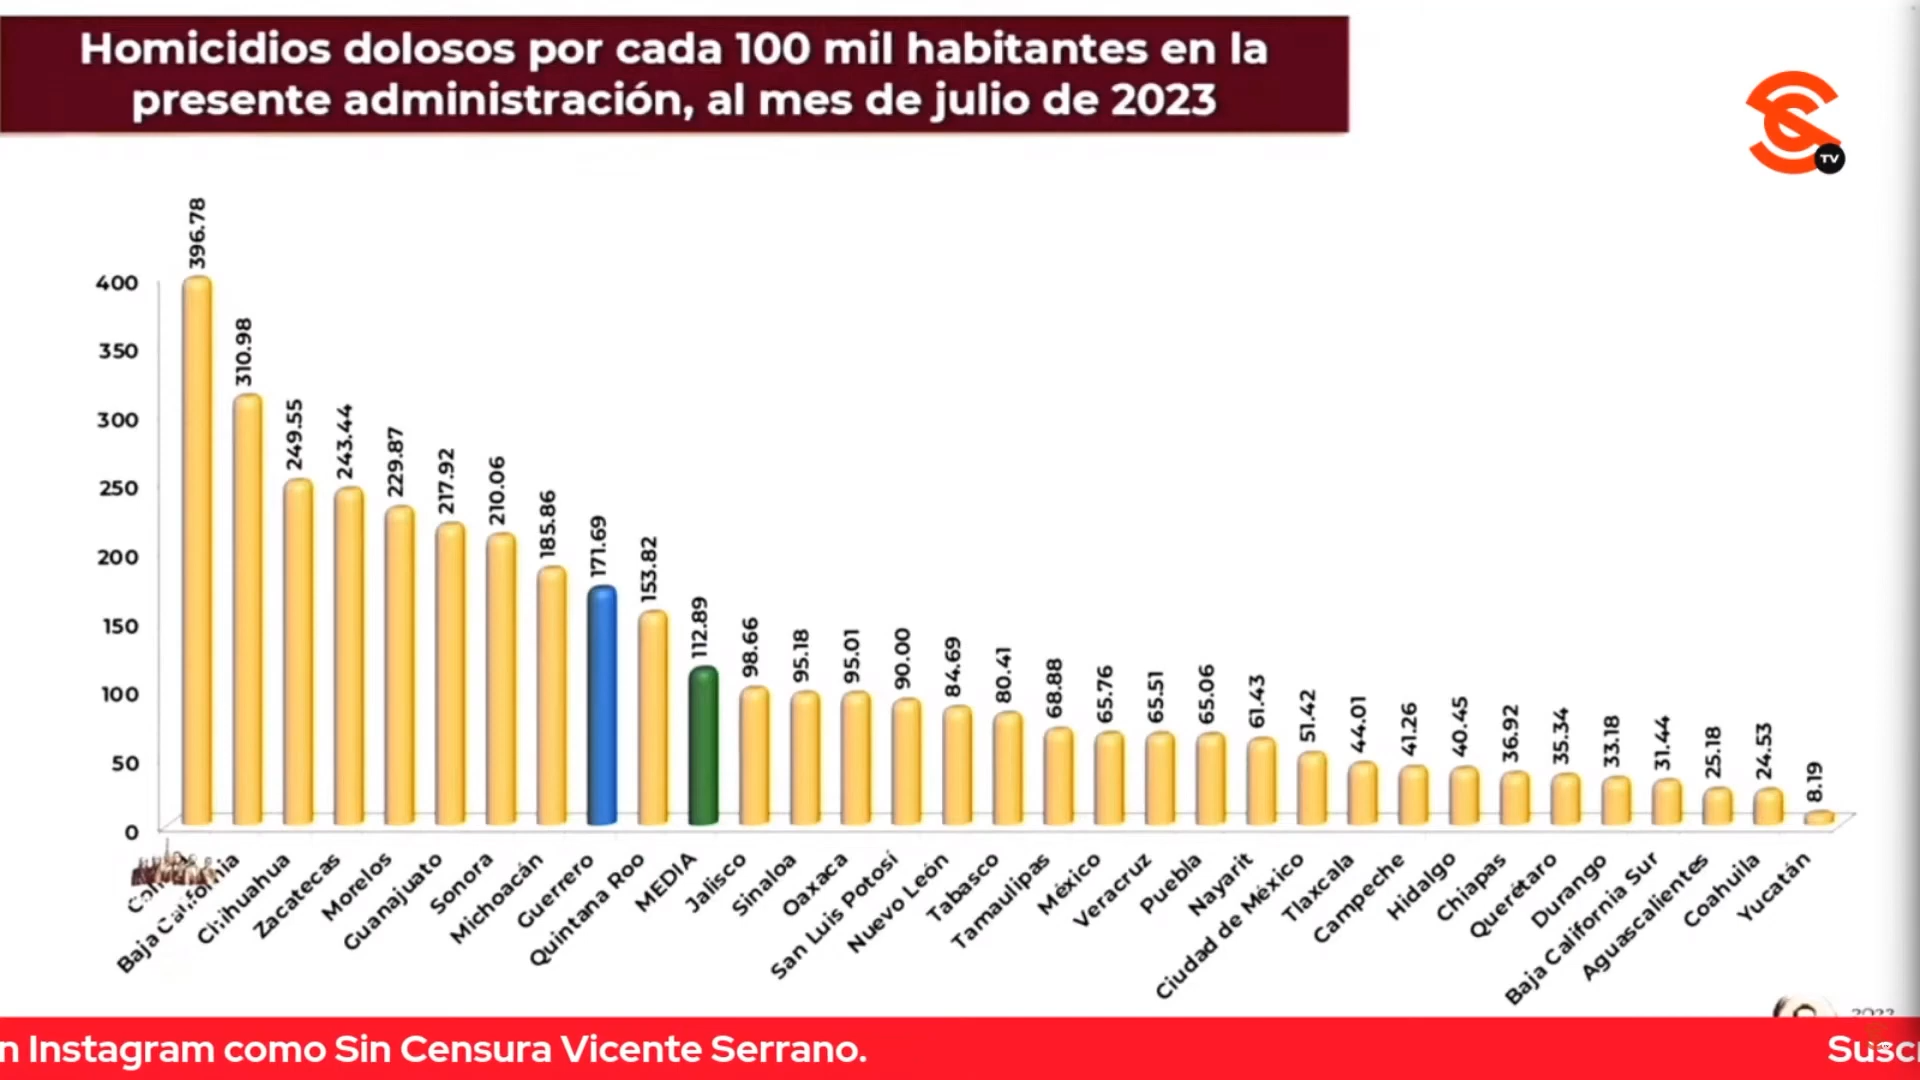 Homicidios dolosos por cada 100 mil habitantes en la
presente administración, al mes de julio de 2023
TV
400
350
300
250
200
150
100
50
0
396.78
310.98
249.55
243.44
229.87
217.92
210.06
185.86
171.69
153.82
112.89
98.66
95.18
95.01
90.00
84.69
80.41
68.88
65.76
65.51
65.06
61.43
51.42
44.01
41.26
40.45
36.92
35.34
33.18
31.44
25.18
24.53
8.19
Baja California
Chihuahua
Zacatecas
Morelos
Guanajuato
Sonora
Michoacán
Guerrero
Quintana Roo
MEDIA
Jalisco
Sinaloa
Oaxaca
San Luis Potosí
Nuevo León
Tabasco
Tamaulipas
México
Veracruz
Puebla
Nayarit
Ciudad de México
Tlaxcala
Campeche
Hidalgo
Chiapas
Querétaro
Durango
Baja California Sur
Aguascalientes
Coahuila
Yucatán
n Instagram como Sin Censura Vicente Serrano.